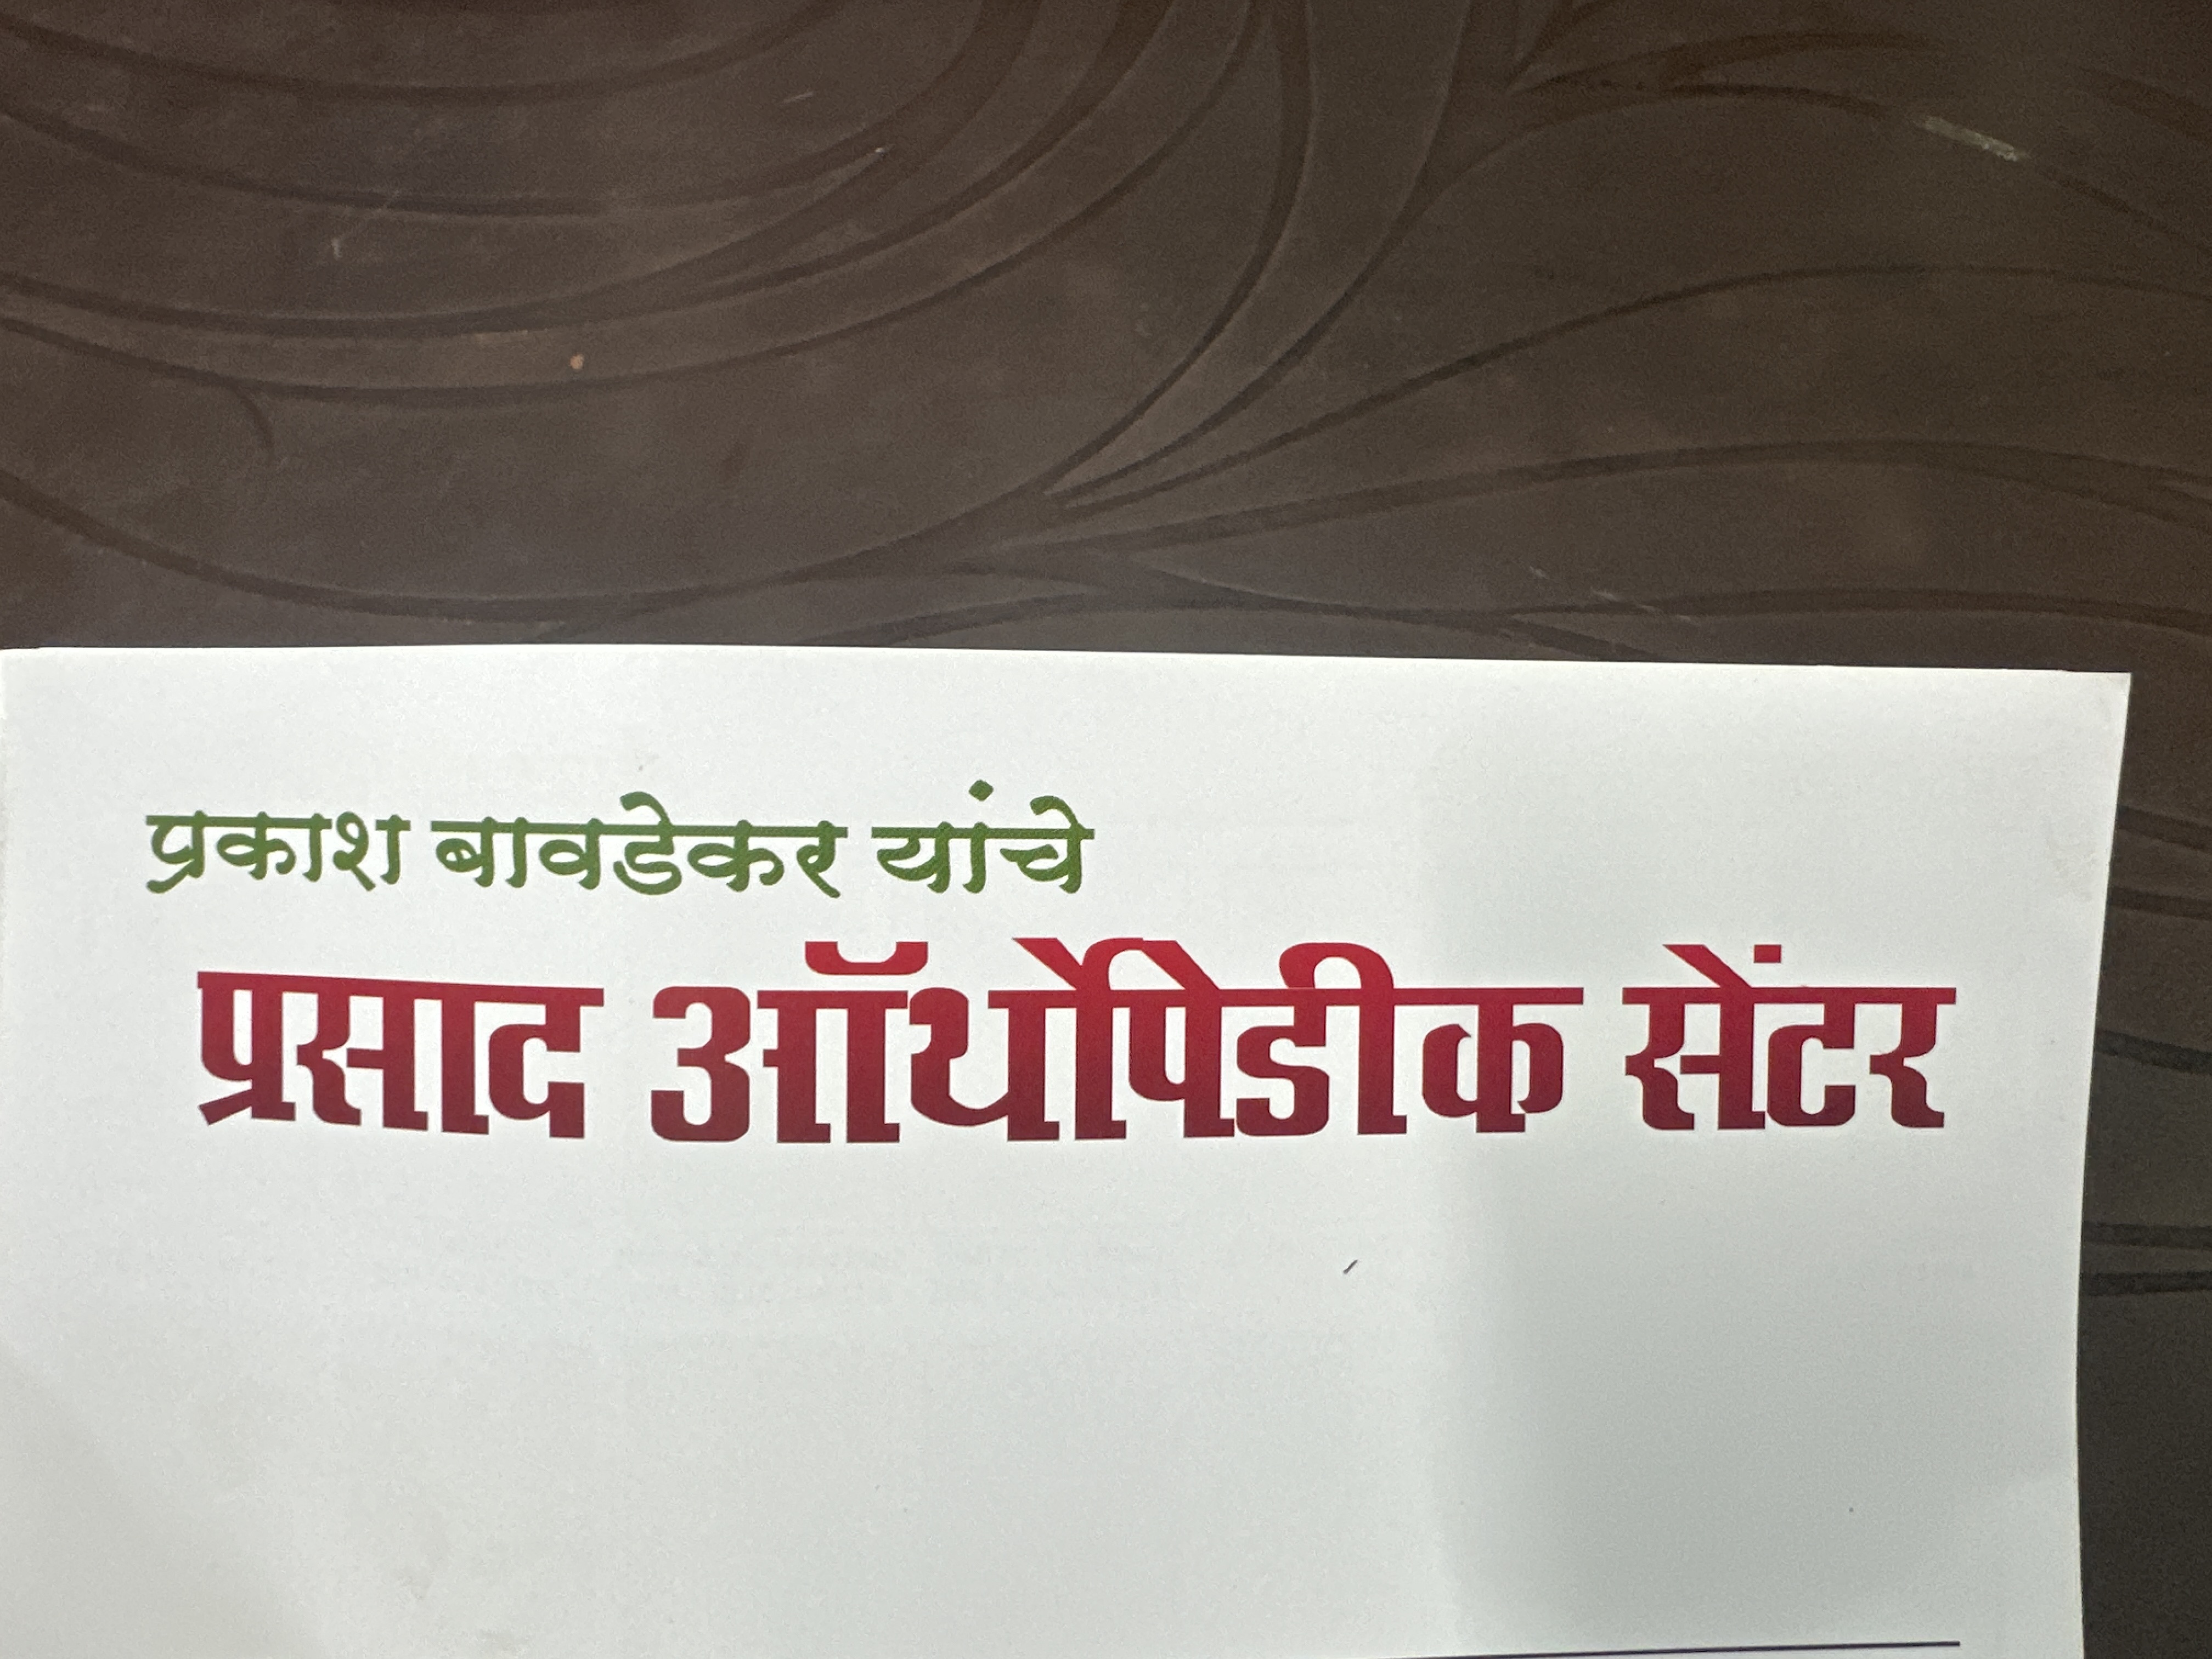 प्रकाश बावडेकर यांचे
प्रसाद ऑर्थोपेडीक सेंटर